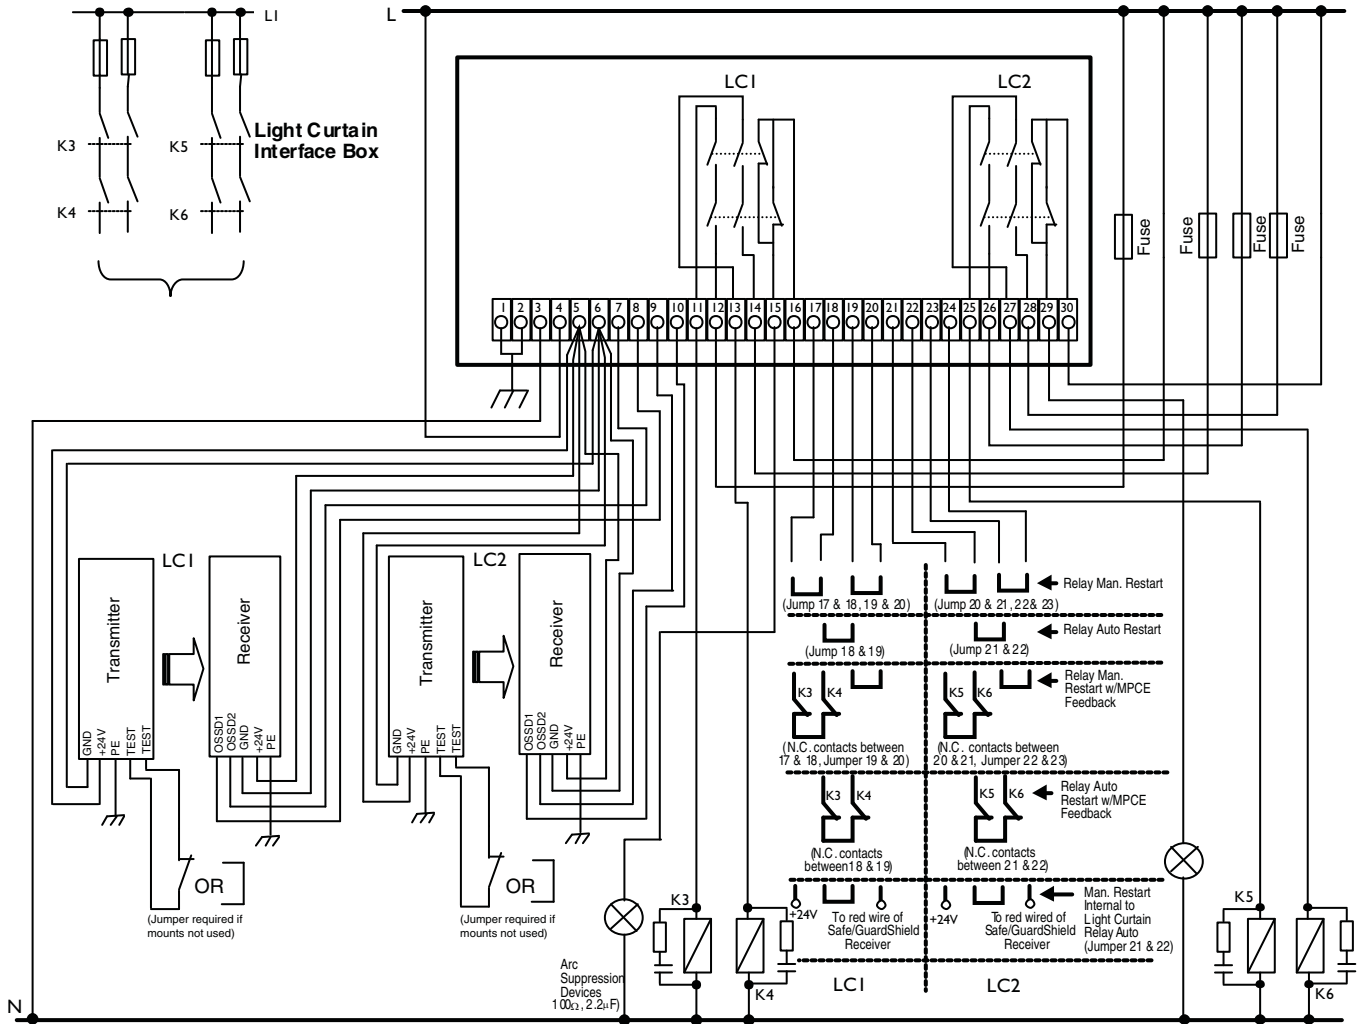 L1
L
K3
K5
Light Curtain
Interface Box
K4
K6
LC1
LC2
Fuse
Fuse
Fuse
Fuse
1 2 3 4 5 6 7 8 9 10 11 12 13 14 15 16 17 18 19 20 21 22 23 24 25 26 27 28 29 30
LC1
Transmitter
GND
+24V
PE
TEST
TEST
Receiver
OSSD1
OSSD2
GND
+24V
PE
OR
(Jumper required if
mounts not used)
LC2
Transmitter
GND
+24V
PE
TEST
TEST
Receiver
OSSD1
OSSD2
GND
+24V
PE
OR
(Jumper required if
mounts not used)
(Jump 17 & 18, 19 & 20)
(Jump 20 & 21, 22& 23)
Relay Man. Restart
(Jump 18 & 19)
(Jump 21 & 22)
Relay Auto Restart
K3 K4
K5 K6
Relay Man.
Restart w/MPCE
Feedback
(N.C. contacts between
17 & 18, Jumper 19 & 20)
(N.C. contacts between
20 & 21, Jumper 22 & 23)
K3 K4
K5 K6
Relay Auto
Restart w/MPCE
Feedback
(N.C. contacts
between18 & 19)
(N.C. contacts
between 21 & 22)
+24V
To red wire of
Safe/GuardShield
Receiver
+24V
To red wired of
Safe/GuardShield
Receiver
Man. Restart
Internal to
Light Curtain
Relay Auto
(Jumper 21 & 22)
LC1
LC2
K3
K4
K5
K6
Arc
Suppression
Devices
100Ω, 2.2µF)
N